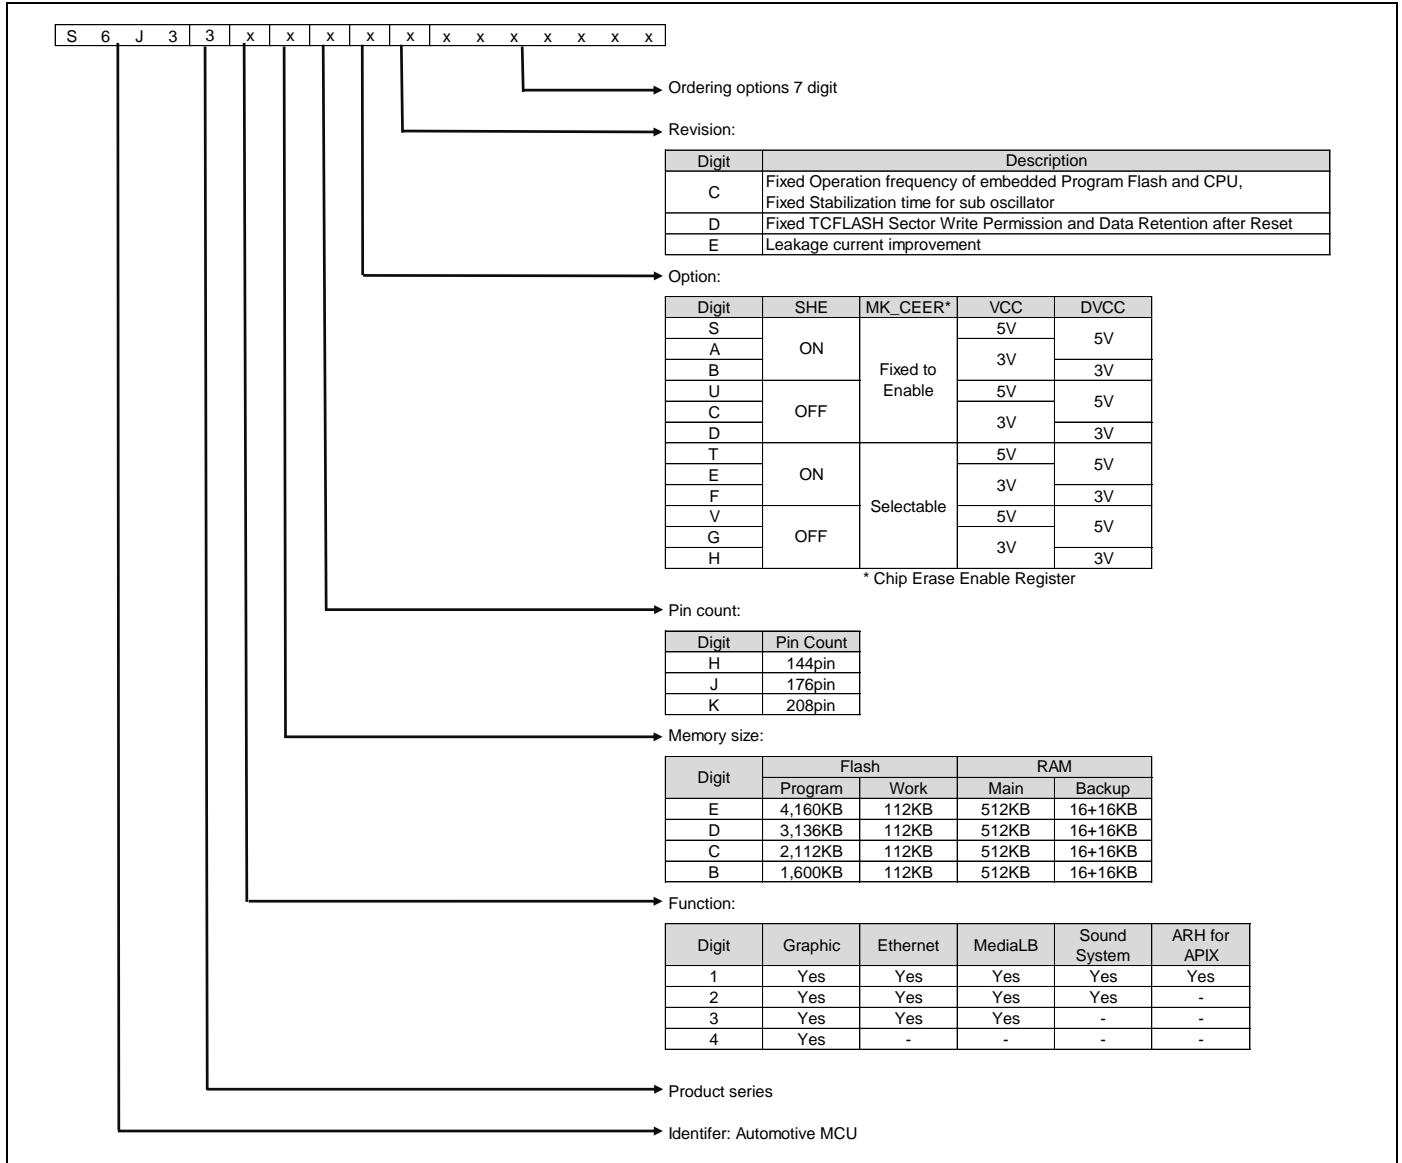 S 6 J 3 3 x x x x x x x x x x x x
Ordering options 7 digit
Revision:
Digit Description
C Fixed Operation frequency of embedded Program Flash and CPU,
Fixed Stabilization time for sub oscillator
D Fixed TCFLASH Sector Write Permission and Data Retention after Reset
E Leakage current improvement
Option:
Digit SHE MK_CEER* VCC DVCC
S ON Fixed to Enable 5V 5V
A 3V
B 3V
U OFF 5V 5V
C 3V
D 3V
T ON Selectable 5V 5V
E 3V
F 3V
V OFF 5V 5V
G 3V
H 3V
* Chip Erase Enable Register
Pin count:
Digit Pin Count
H 144pin
J 176pin
K 208pin
Memory size:
Digit Flash RAM
Program Work Main Backup
E 4,160KB 112KB 512KB 16+16KB
D 3,136KB 112KB 512KB 16+16KB
C 2,112KB 112KB 512KB 16+16KB
B 1,600KB 112KB 512KB 16+16KB
Function:
Digit Graphic Ethernet MediaLB Sound System ARH for APIX
1 Yes Yes Yes Yes Yes
2 Yes Yes Yes Yes -
3 Yes Yes Yes - -
4 Yes - - - -
Product series
Identifer: Automotive MCU